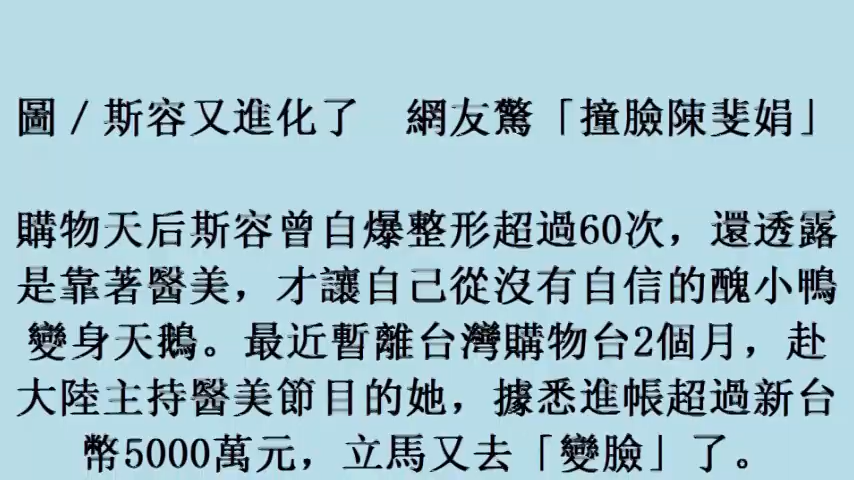 圖/斯容又進化了 網友驚「撞臉陳斐娟」
購物天后斯容曾自爆整形超過60次，還透露
是靠著醫美，才讓自己從沒有自信的醜小鴨
變身天鵝。最近暫離台灣購物台2個月，赴
大陸主持醫美節目的她，據悉進帳超過新台
幣5000萬元，立馬又去「變臉」了。